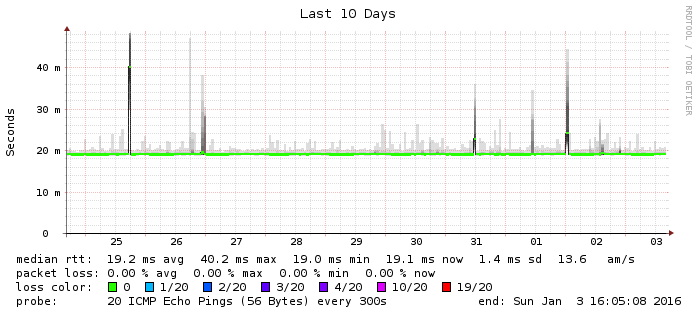 Last 10 Days
RRDTOOL / TOBI OETIKER
Seconds
40 m
30 m
20 m
10 m
0
25 26 27 28 29 30 31 01 02 03
median rtt: 19.2 ms avg 40.2 ms max 19.0 ms min 19.1 ms now 1.4 ms sd 13.6 am/s
packet loss: 0.00 % avg 0.00 % max 0.00 % min 0.00 % now
loss color: 0 1/20 2/20 3/20 4/20 10/20 19/20
probe: 20 ICMP Echo Pings (56 Bytes) every 300s end: Sun Jan 3 16:05:08 2016